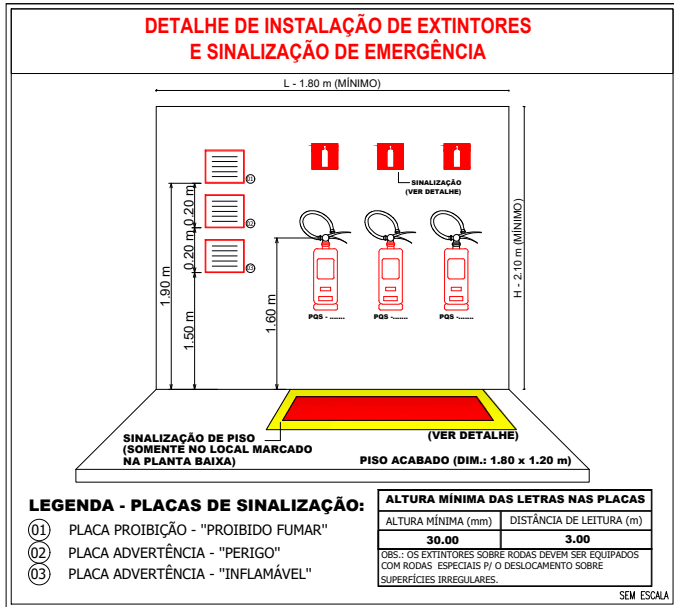 DETALHE DE INSTALAÇÃO DE EXTINTORES
E SINALIZAÇÃO DE EMERGÊNCIA
L - 1.80 m (MÍNIMO)
01
02
03
SINALIZAÇÃO
(VER DETALHE)
0.20 m
0.20 m
1.90 m
1.50 m
1.60 m
H - 2.10 m (MÍNIMO)
PQS - .......
PQS -.......
PQS -.......
SINALIZAÇÃO DE PISO
(SOMENTE NO LOCAL MARCADO
NA PLANTA BAIXA)
(VER DETALHE)
PISO ACABADO (DIM.: 1.80 x 1.20 m)
LEGENDA - PLACAS DE SINALIZAÇÃO:
01 PLACA PROIBIÇÃO - "PROIBIDO FUMAR"
02 PLACA ADVERTÊNCIA - "PERIGO"
03 PLACA ADVERTÊNCIA - "INFLAMÁVEL"
ALTURA MÍNIMA DAS LETRAS NAS PLACAS
ALTURA MÍNIMA (mm) DISTÂNCIA DE LEITURA (m)
30.00 3.00
OBS.: OS EXTINTORES SOBRE RODAS DEVEM SER EQUIPADOS
COM RODAS ESPECIAIS P/ O DESLOCAMENTO SOBRE
SUPERFÍCIES IRREGULARES.
SEM ESCALA